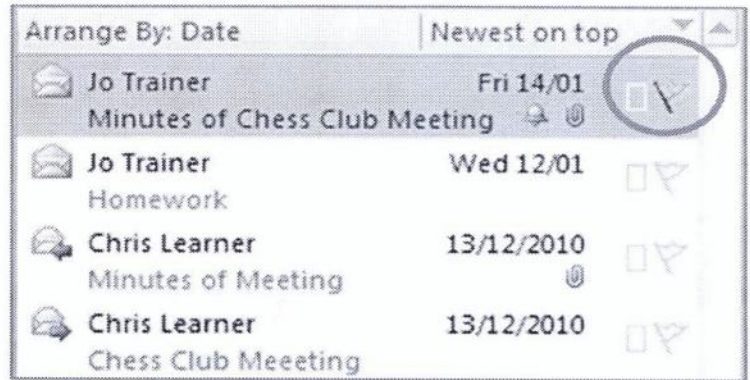 Arrange By: Date Newest on top
Jo Trainer Fri 14/01
Minutes of Chess Club Meeting
Jo Trainer Wed 12/01
Homework
Chris Learner 13/12/2010
Minutes of Meeting
Chris Learner 13/12/2010
Chess Club Meeeting